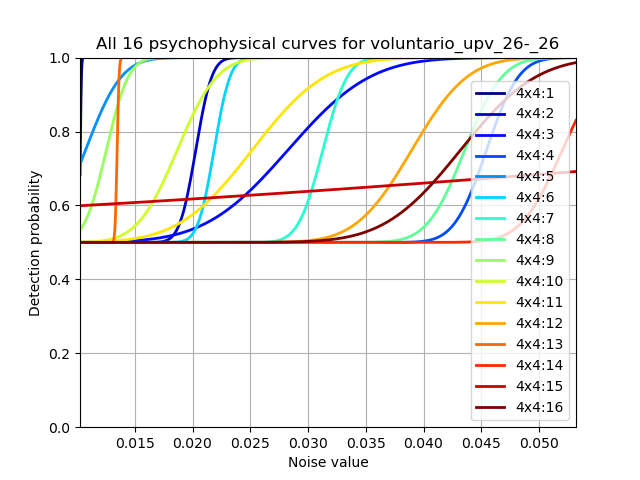 All 16 psychophysical curves for voluntario_upv_26-_26
1.0
0.8
0.6
0.4
0.2
0.0
Detection probability
0.015 0.020 0.025 0.030 0.035 0.040 0.045 0.050
Noise value
4x4:1
4x4:2
4x4:3
4x4:4
4x4:5
4x4:6
4x4:7
4x4:8
4x4:9
4x4:10
4x4:11
4x4:12
4x4:13
4x4:14
4x4:15
4x4:16